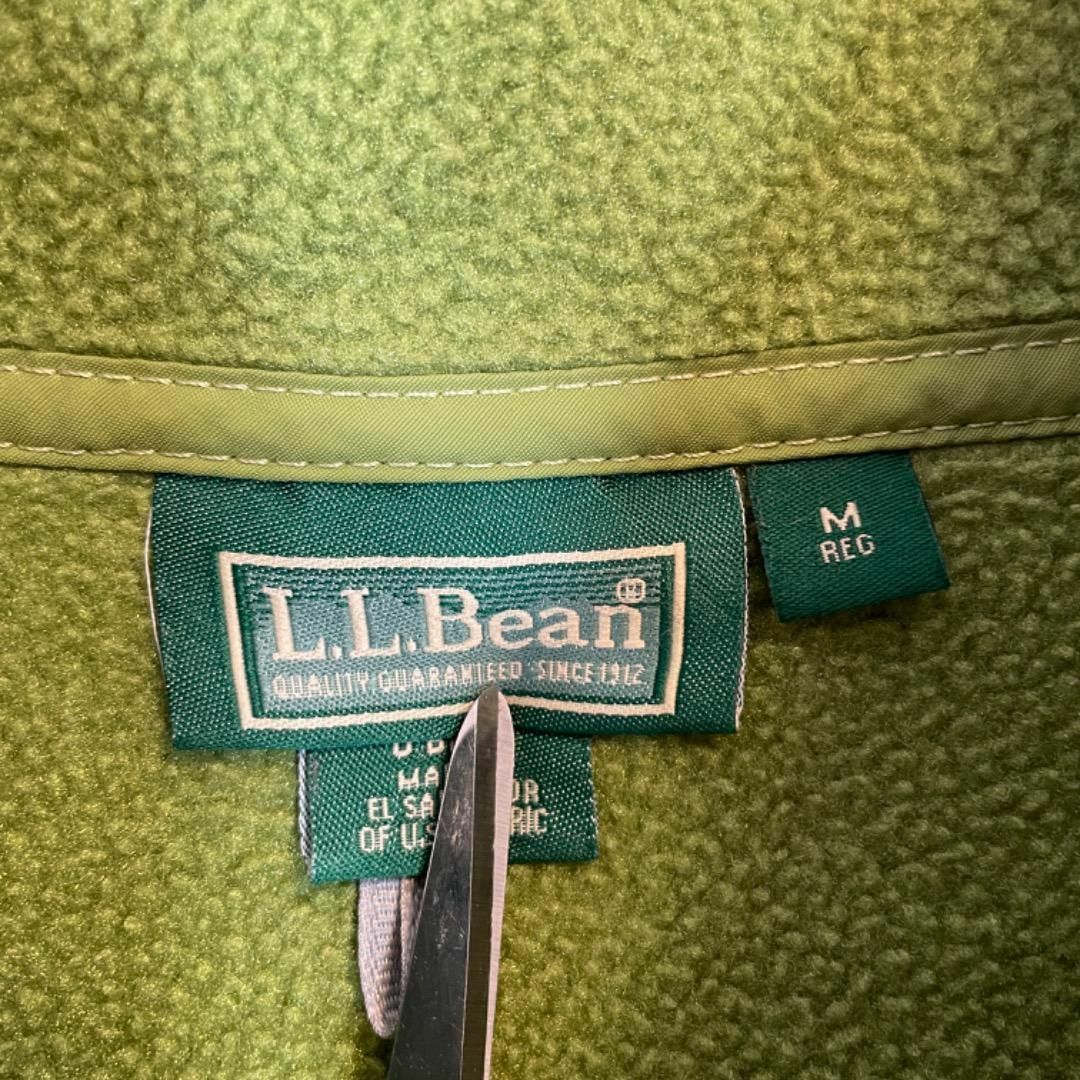 L.L.Bean®
QUALITY GUARANTEED · SINCE 1912
M
REG
EL SA
OF U.S